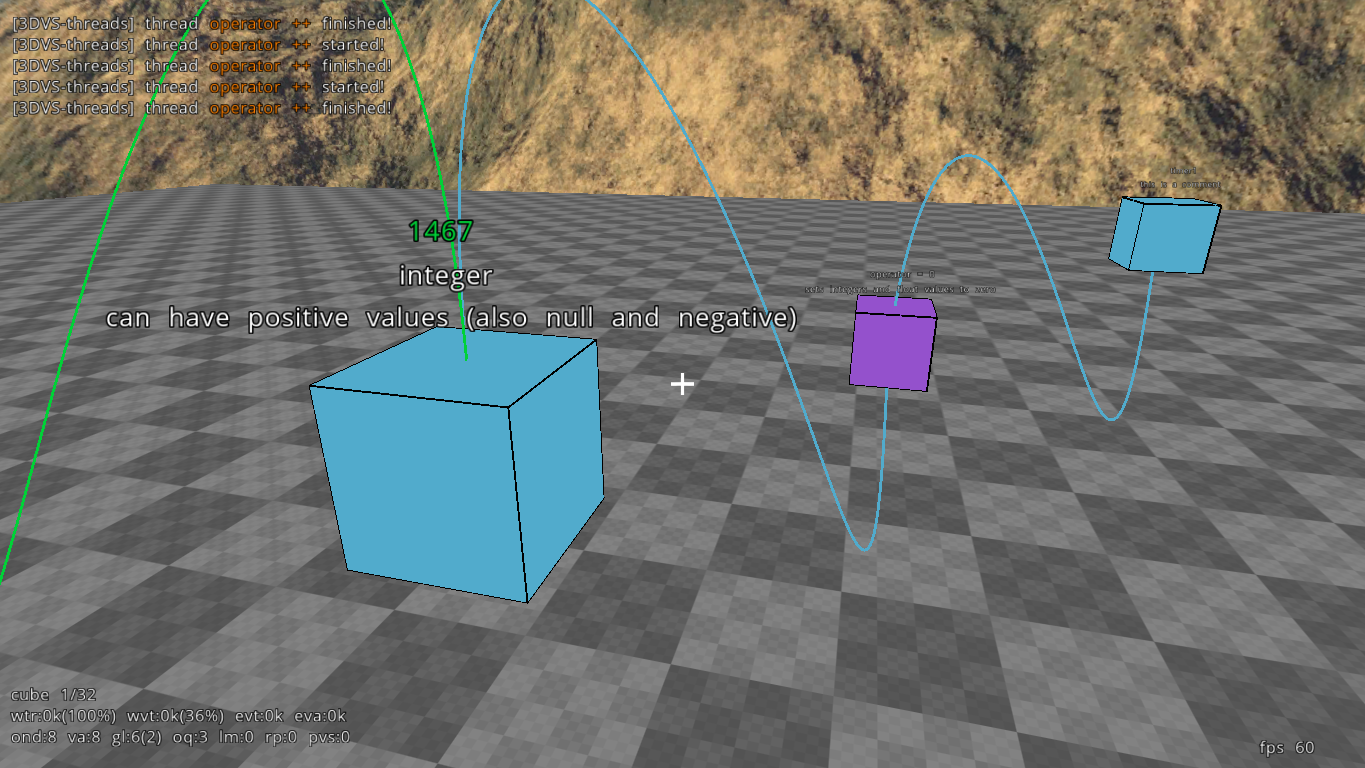 [3DVS-threads] thread operator ++ finished!
[3DVS-threads] thread operator ++ started!
[3DVS-threads] thread operator ++ finished!
[3DVS-threads] thread operator ++ started!
[3DVS-threads] thread operator ++ finished!
this is a comment
1467
integer
can have positive values (also null and negative)
operator = 0
sets integers and float values to zero
cube 1/32
wtr:0k(100%) wvt:0k(36%) evt:0k eva:0k
ond:8 va:8 gl:6(2) oq:3 lm:0 rp:0 pvs:0
fps 60